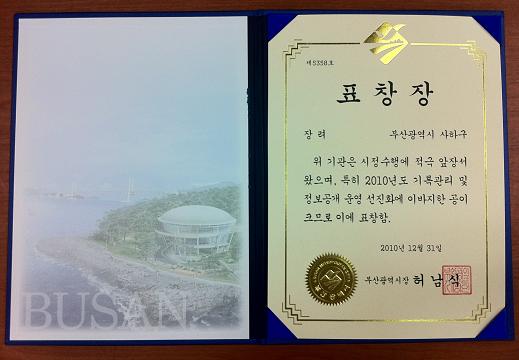 BUSAN
제5358호
표창장
장 려 부산광역시 사하구
위 기관은 시정수행에 적극 앞장서
왔으며, 특히 2010년도 기록관리 및
정보공개 운영 선진화에 이바지한 공이
크므로 이에 표창함.
2010년 12월 31일
부산광역시장 허남식